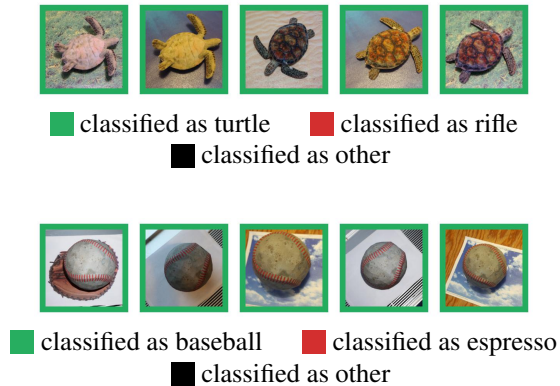 classified as turtle classified as rifle
classified as other
classified as baseball classified as espresso
classified as other